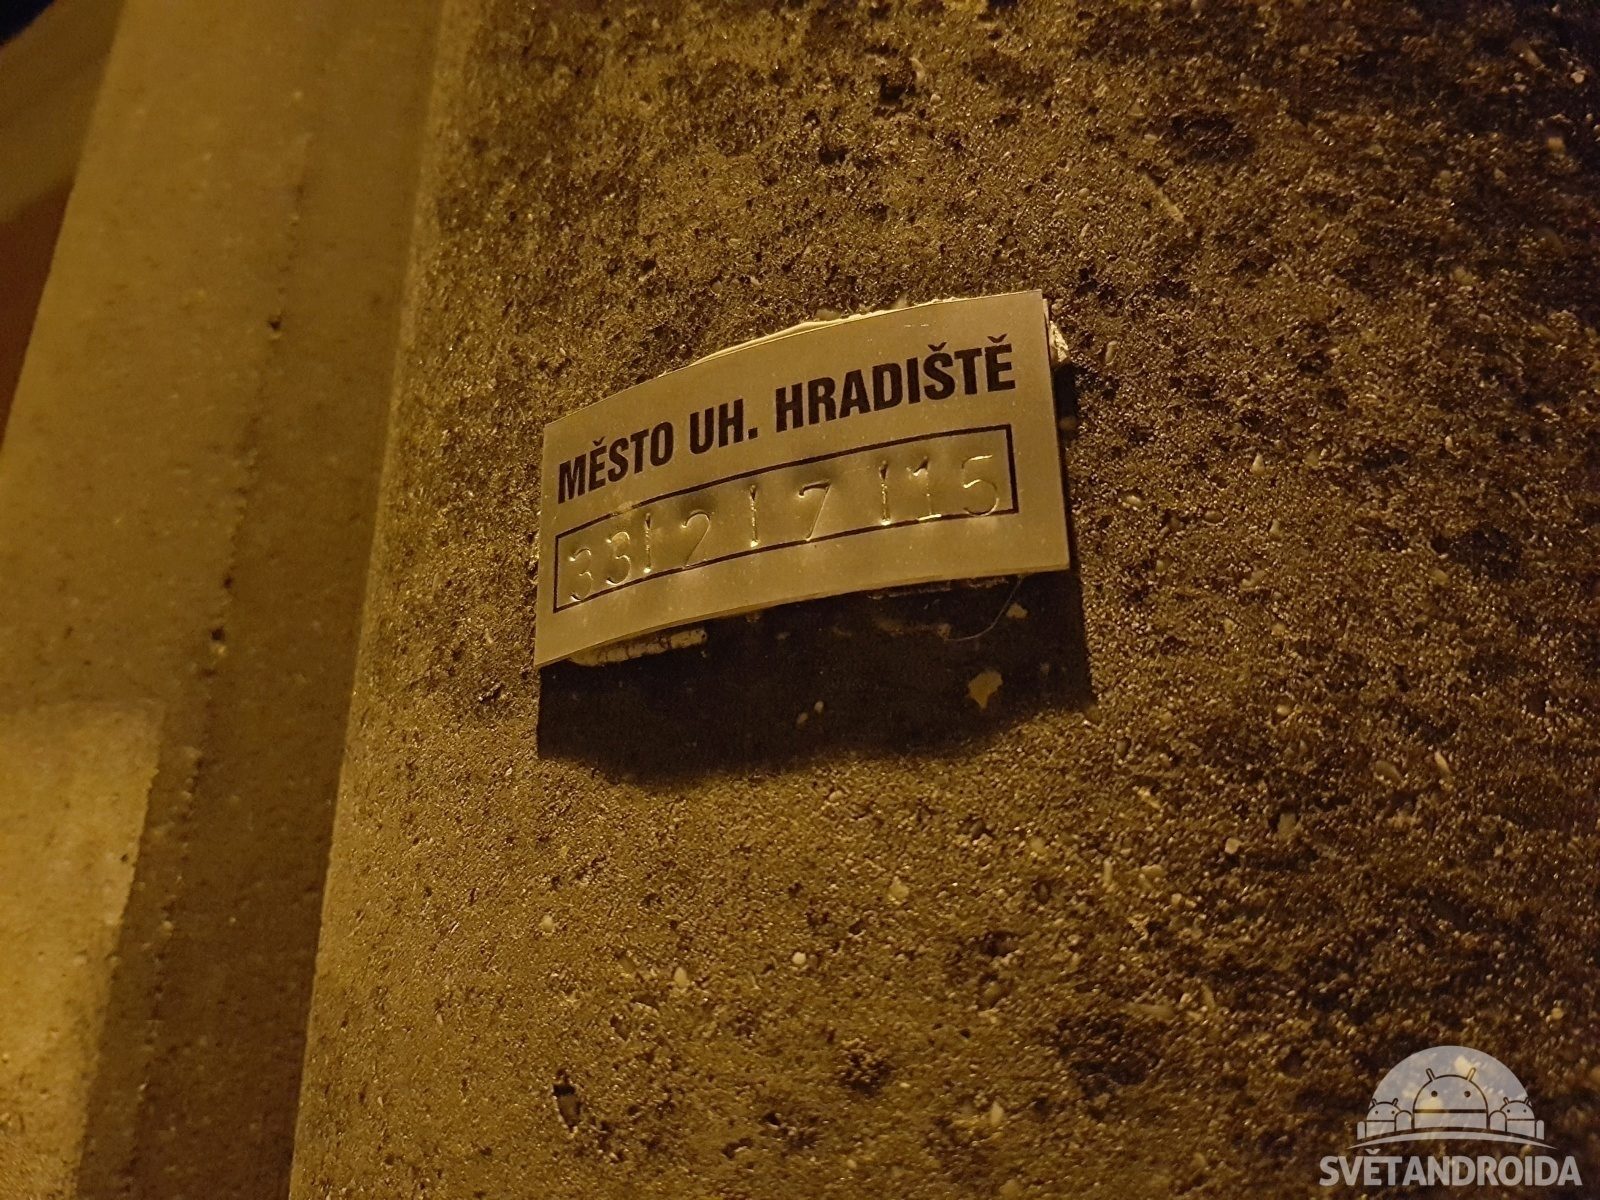 MĚSTO UH. HRADIŠTĚ
33|2|7|15
SVĚTANDROIDA